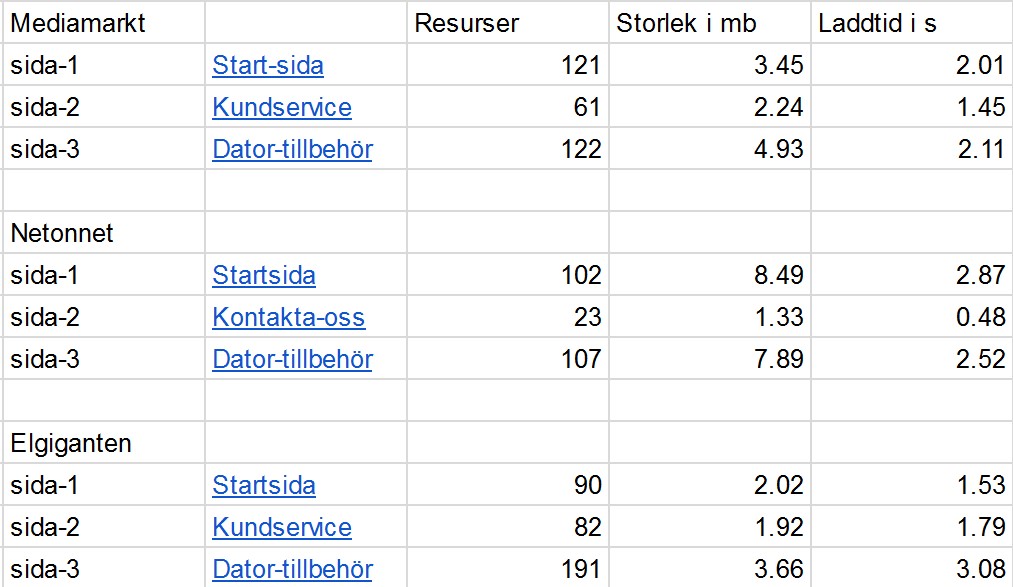 Mediamarkt Resurser Storlek i mb Laddtid i s
sida-1 Start-sida 121 3.45 2.01
sida-2 Kundservice 61 2.24 1.45
sida-3 Dator-tillbehör 122 4.93 2.11
Netonnet
sida-1 Startsida 102 8.49 2.87
sida-2 Kontakta-oss 23 1.33 0.48
sida-3 Dator-tillbehör 107 7.89 2.52
Elgiganten
sida-1 Startsida 90 2.02 1.53
sida-2 Kundservice 82 1.92 1.79
sida-3 Dator-tillbehör 191 3.66 3.08